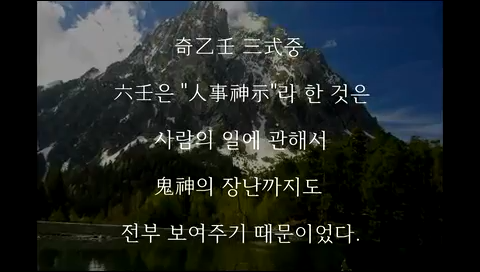 奇乙壬 三式중
六壬은 "人事神示"라 한 것은
사람의 일에 관해서
鬼神의 장난까지도
전부 보여주기 때문이었다.